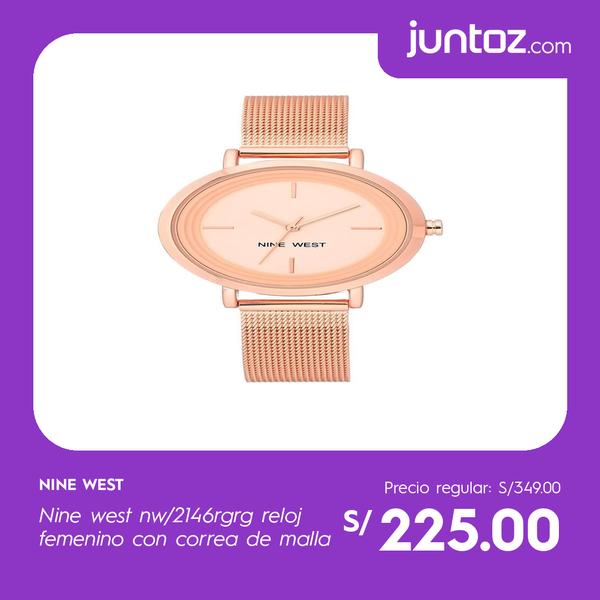 juntoz.com
NINE WEST
NINE WEST
Precio regular: S/349.00
Nine west nw/2146rgrg reloj
femenino con correa de malla
S/ 225.00